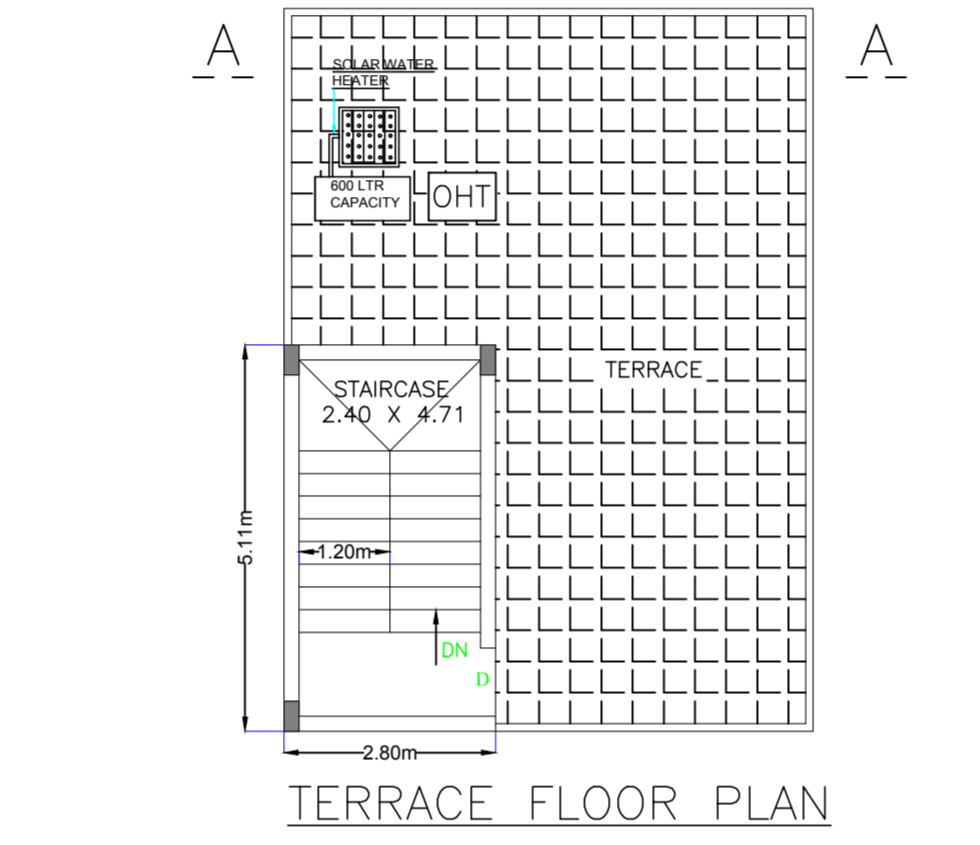 A
A
SOLAR WATER
HEATER
600 LTR
CAPACITY
OHT
TERRACE
STAIRCASE
2.40 X 4.71
5.11m
1.20m
DN
D
2.80m
TERRACE FLOOR PLAN